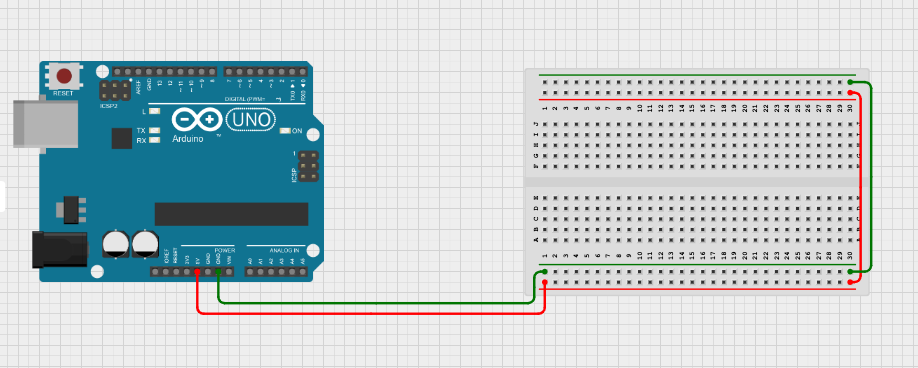 RESET
ICSP2
AREF
GND
13
12
~11
~10
~9
8
7
~6
~5
4
~3
2
TX0 1
RX0 0
DIGITAL (PWM~
L
TX
RX
Arduino
™
UNO
ON
ICSP
1
POWER
ANALOG IN
IOREF
RESET
3V3
5V
GND
GND
VIN
A0
A1
A2
A3
A4
A5
1 2 3 4 5 6 7 8 9 10 11 12 13 14 15 16 17 18 19 20 21 22 23 24 25 26 27 28 29 30
J
I
H
G
F
E
D
C
B
A
1 2 3 4 5 6 7 8 9 10 11 12 13 14 15 16 17 18 19 20 21 22 23 24 25 26 27 28 29 30